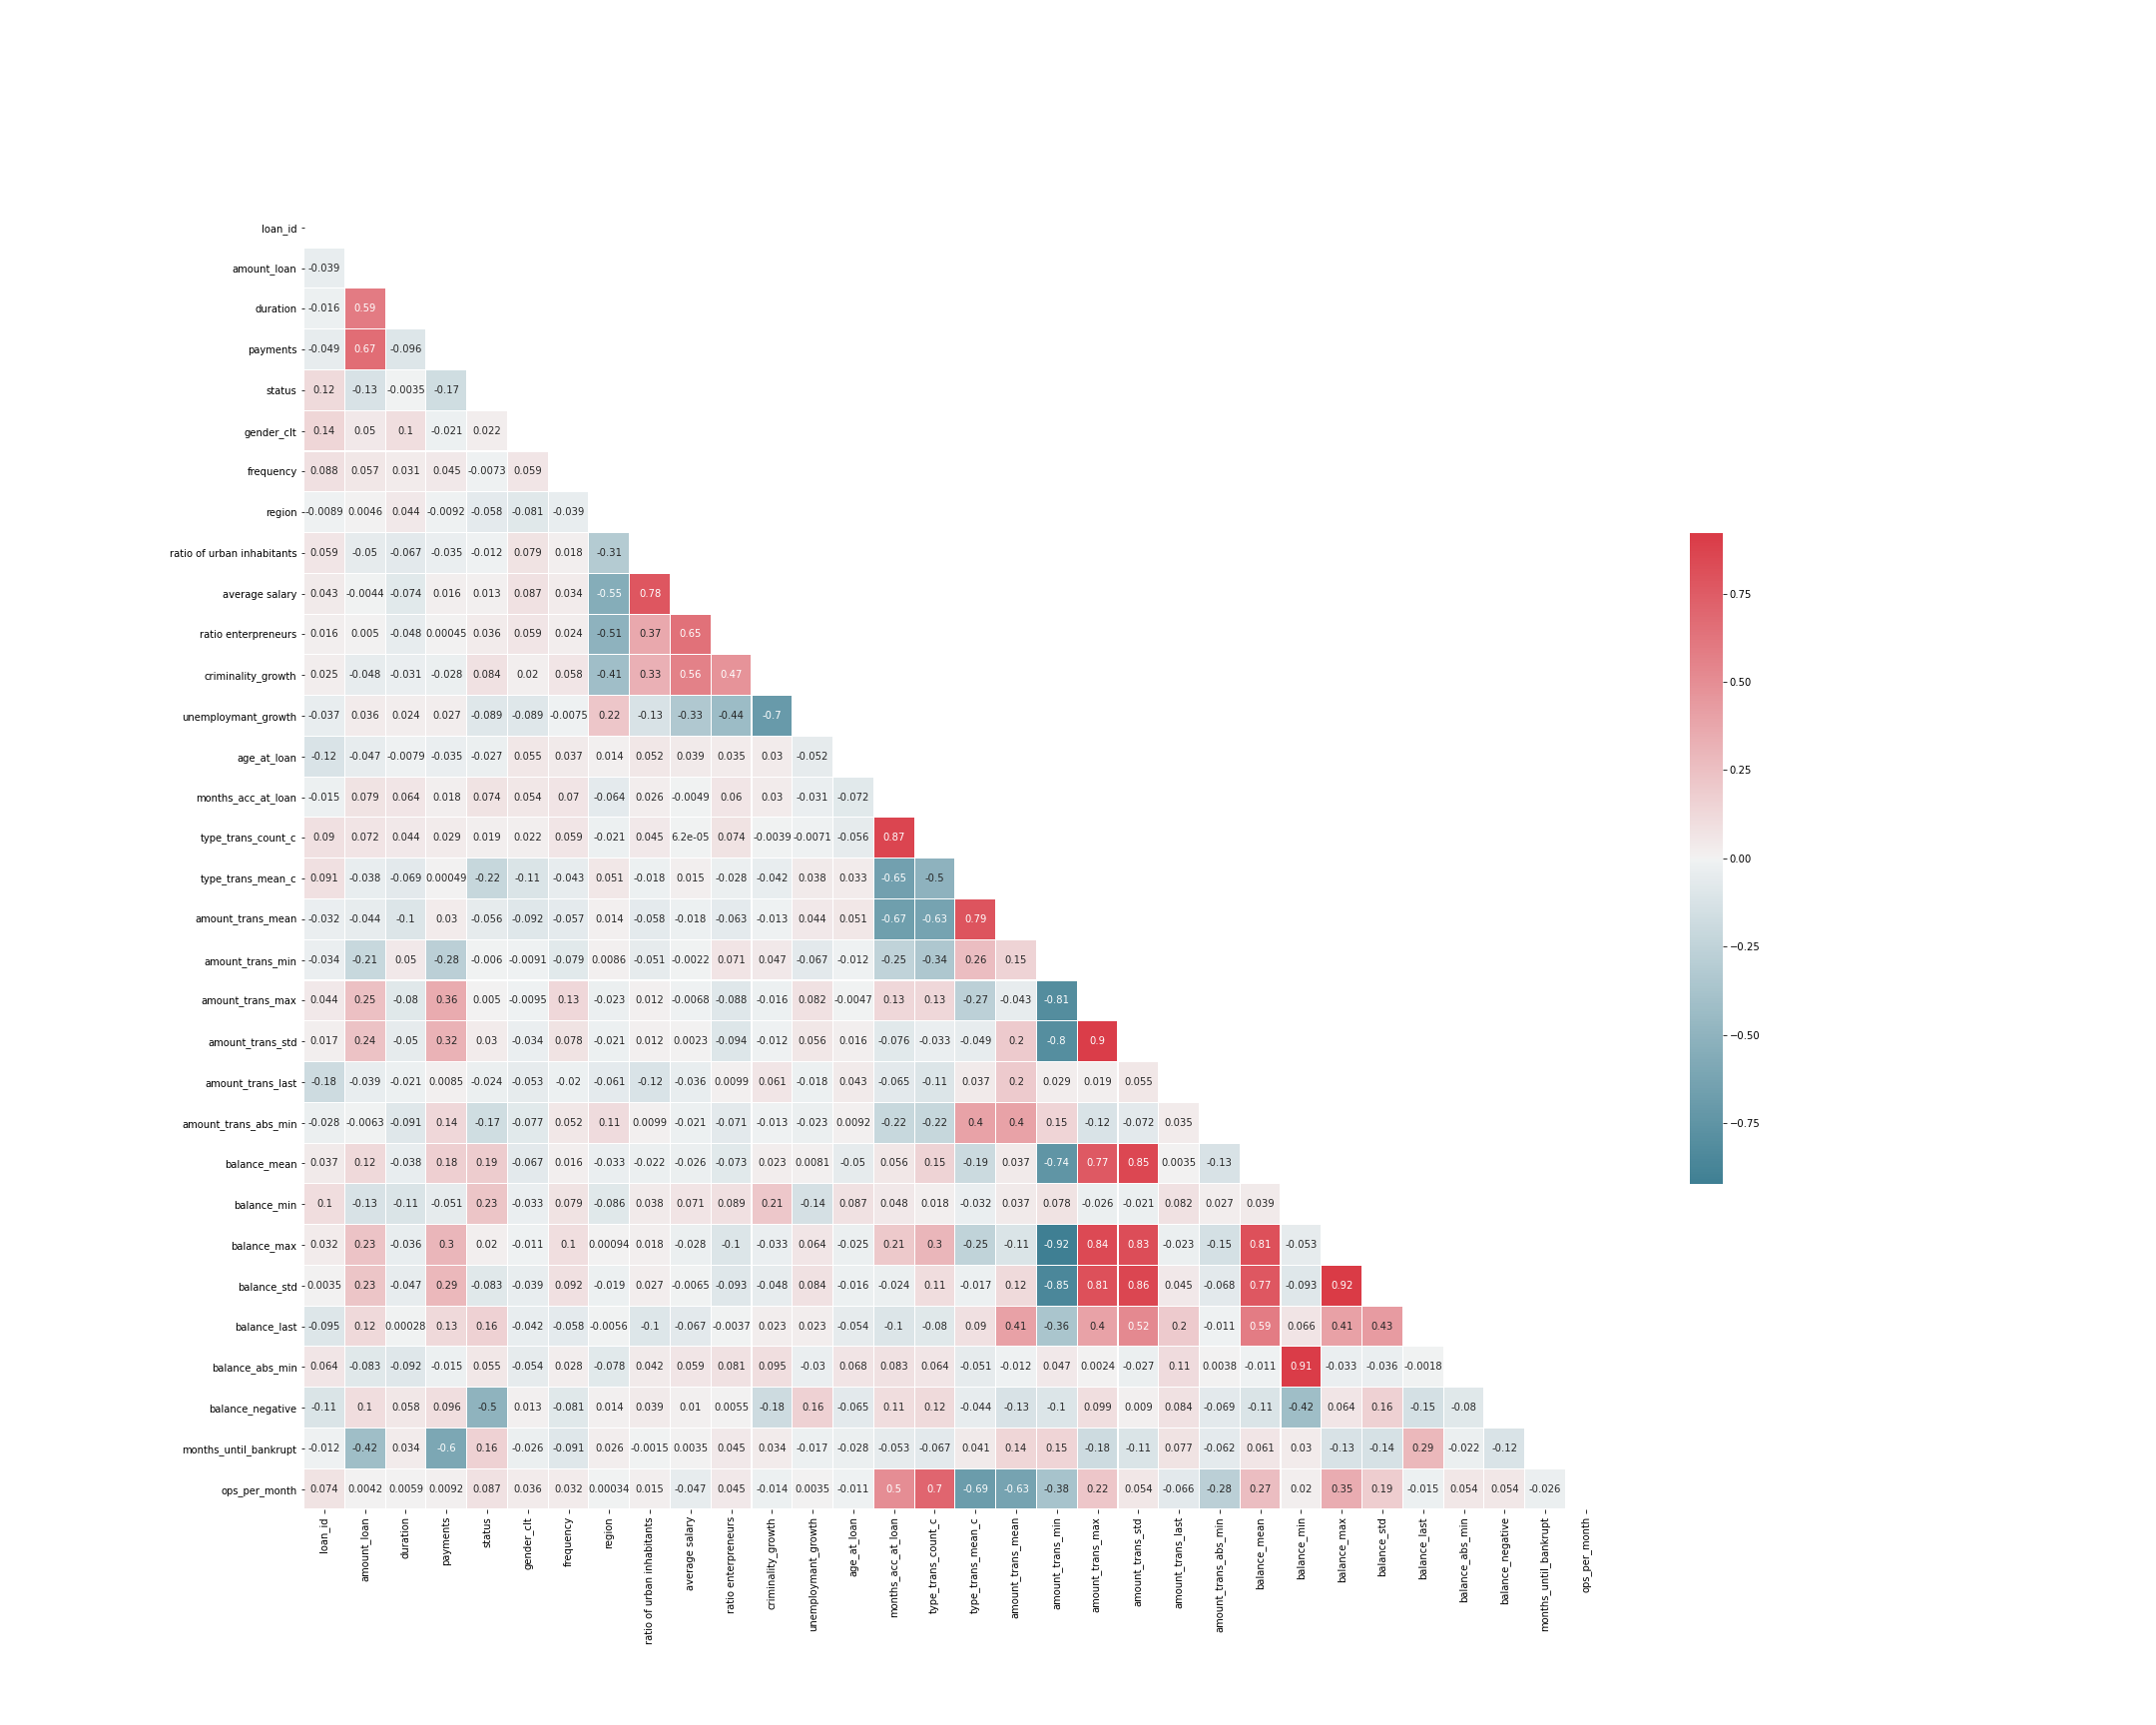 loan_id
amount_loan -0.039
duration -0.016 0.59
payments -0.049 0.67 -0.096
status 0.12 -0.13 -0.0035 -0.17
gender_clt 0.14 0.05 0.1 -0.021 0.022
frequency 0.088 0.057 0.031 0.045 -0.0073 0.059
region -0.0089 0.0046 0.044 -0.0092 -0.058 -0.081 -0.039
ratio of urban inhabitants 0.059 -0.05 -0.067 -0.035 -0.012 0.079 0.018 -0.31
average salary 0.043 -0.0044 -0.074 0.016 0.013 0.087 0.034 -0.55 0.78
0.75
ratio enterpreneurs 0.016 0.005 -0.048 0.00045 0.036 0.059 0.024 -0.51 0.37 0.65
criminality_growth 0.025 -0.048 -0.031 -0.028 0.084 0.02 0.058 -0.41 0.33 0.56 0.47
0.50
unemploymant_growth -0.037 0.036 0.024 0.027 -0.089 -0.089 -0.0075 0.22 -0.13 -0.33 -0.44 -0.7
age_at_loan -0.12 -0.047 -0.0079 -0.035 -0.027 0.055 0.037 0.014 0.052 0.039 0.035 0.03 -0.052
0.25
months_acc_at_loan -0.015 0.079 0.064 0.018 0.074 0.054 0.07 -0.064 0.026 -0.0049 0.06 0.03 -0.031 -0.072
type_trans_count_c 0.09 0.072 0.044 0.029 0.019 0.022 0.059 -0.021 0.045 6.2e-05 0.074 -0.0039 -0.0071 -0.056 0.87
0.00
type_trans_mean_c 0.091 -0.038 -0.069 0.00049 -0.22 -0.11 -0.043 0.051 -0.018 0.015 -0.028 -0.042 0.038 0.033 -0.65 -0.5
amount_trans_mean -0.032 -0.044 -0.1 0.03 -0.056 -0.092 -0.057 0.014 -0.058 -0.018 -0.063 -0.013 0.044 0.051 -0.67 -0.63 0.79
−0.25
amount_trans_min -0.034 -0.21 0.05 -0.28 -0.006 -0.0091 -0.079 0.0086 -0.051 -0.0022 0.071 0.047 -0.067 -0.012 -0.25 -0.34 0.26 0.15
amount_trans_max 0.044 0.25 -0.08 0.36 0.005 -0.0095 0.13 -0.023 0.012 -0.0068 -0.088 -0.016 0.082 -0.0047 0.13 0.13 -0.27 -0.043 -0.81
−0.50
amount_trans_std 0.017 0.24 -0.05 0.32 0.03 -0.034 0.078 -0.021 0.012 0.0023 -0.094 -0.012 0.056 0.016 -0.076 -0.033 -0.049 0.2 -0.8 0.9
amount_trans_last -0.18 -0.039 -0.021 0.0085 -0.024 -0.053 -0.02 -0.061 -0.12 -0.036 0.0099 0.061 -0.018 0.043 -0.065 -0.11 0.037 0.2 0.029 0.019 0.055
amount_trans_abs_min -0.028 -0.0063 -0.091 0.14 -0.17 -0.077 0.052 0.11 0.0099 -0.021 -0.071 -0.013 -0.023 0.0092 -0.22 -0.22 0.4 0.4 0.15 -0.12 -0.072 0.035
−0.75
balance_mean 0.037 0.12 -0.038 0.18 0.19 -0.067 0.016 -0.033 -0.022 -0.026 -0.073 0.023 0.0081 -0.05 0.056 0.15 -0.19 0.037 -0.74 0.77 0.85 0.0035 -0.13
balance_min 0.1 -0.13 -0.11 -0.051 0.23 -0.033 0.079 -0.086 0.038 0.071 0.089 0.21 -0.14 0.087 0.048 0.018 -0.032 0.037 0.078 -0.026 -0.021 0.082 0.027 0.039
balance_max 0.032 0.23 -0.036 0.3 0.02 -0.011 0.1 0.00094 0.018 -0.028 -0.1 -0.033 0.064 -0.025 0.21 0.3 -0.25 -0.11 -0.92 0.84 0.83 -0.023 -0.15 0.81 -0.053
balance_std 0.0035 0.23 -0.047 0.29 -0.083 -0.039 0.092 -0.019 0.027 -0.0065 -0.093 -0.048 0.084 -0.016 -0.024 0.11 -0.017 0.12 -0.85 0.81 0.86 0.045 -0.068 0.77 -0.093 0.92
balance_last -0.095 0.12 0.00028 0.13 0.16 -0.042 -0.058 -0.0056 -0.1 -0.067 -0.0037 0.023 0.023 -0.054 -0.1 -0.08 0.09 0.41 -0.36 0.4 0.52 0.2 -0.011 0.59 0.066 0.41 0.43
balance_abs_min 0.064 -0.083 -0.092 -0.015 0.055 -0.054 0.028 -0.078 0.042 0.059 0.081 0.095 -0.03 0.068 0.083 0.064 -0.051 -0.012 0.047 0.0024 -0.027 0.11 0.0038 -0.011 0.91 -0.033 -0.036 -0.0018
balance_negative -0.11 0.1 0.058 0.096 -0.5 0.013 -0.081 0.014 0.039 0.01 0.0055 -0.18 0.16 -0.065 0.11 0.12 -0.044 -0.13 -0.1 0.099 0.009 0.084 -0.069 -0.11 -0.42 0.064 0.16 -0.15 -0.08
months_until_bankrupt -0.012 -0.42 0.034 -0.6 0.16 -0.026 -0.091 0.026 -0.0015 0.0035 0.045 0.034 -0.017 -0.028 -0.053 -0.067 0.041 0.14 0.15 -0.18 -0.11 0.077 -0.062 0.061 0.03 -0.13 -0.14 0.29 -0.022 -0.12
ops_per_month 0.074 0.0042 0.0059 0.0092 0.087 0.036 0.032 0.00034 0.015 -0.047 0.045 -0.014 0.0035 -0.011 0.5 0.7 -0.69 -0.63 -0.38 0.22 0.054 -0.066 -0.28 0.27 0.02 0.35 0.19 -0.015 0.054 0.054 -0.026
loan_id
amount_loan
duration
payments
status
gender_clt
frequency
region
ratio of urban inhabitants
average salary
ratio enterpreneurs
criminality_growth
unemploymant_growth
age_at_loan
months_acc_at_loan
type_trans_count_c
type_trans_mean_c
amount_trans_mean
amount_trans_min
amount_trans_max
amount_trans_std
amount_trans_last
amount_trans_abs_min
balance_mean
balance_min
balance_max
balance_std
balance_last
balance_abs_min
balance_negative
months_until_bankrupt
ops_per_month